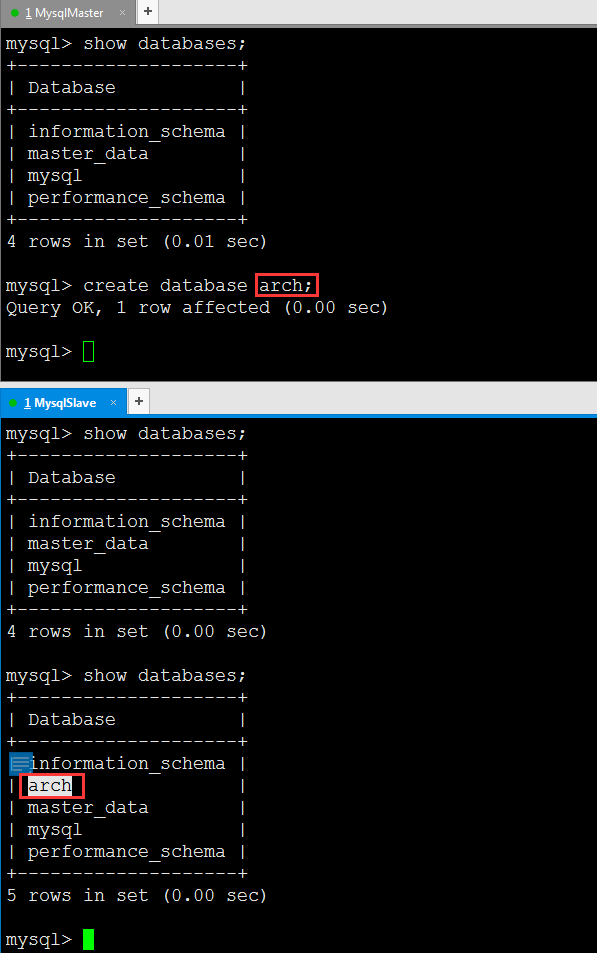 1 MysqlMaster × +
mysql> show databases;
+--------------------+
| Database           |
+--------------------+
| information_schema |
| master_data        |
| mysql              |
| performance_schema |
+--------------------+
4 rows in set (0.01 sec)
mysql> create database arch;
Query OK, 1 row affected (0.00 sec)
mysql>
1 MysqlSlave × +
mysql> show databases;
+--------------------+
| Database           |
+--------------------+
| information_schema |
| master_data        |
| mysql              |
| performance_schema |
+--------------------+
4 rows in set (0.00 sec)
mysql> show databases;
+--------------------+
| Database           |
+--------------------+
information_schema |
| arch               |
| master_data        |
| mysql              |
| performance_schema |
+--------------------+
5 rows in set (0.00 sec)
mysql>